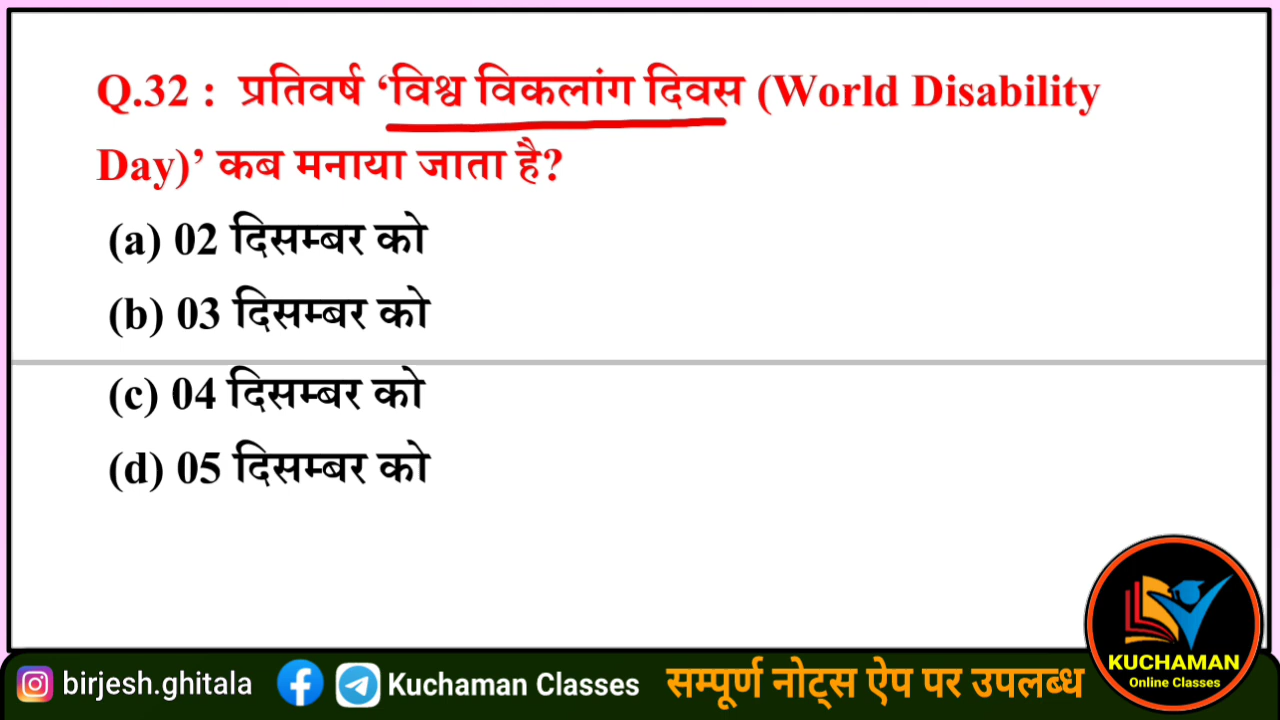 Q.32 : प्रतिवर्ष ‘विश्व विकलांग दिवस (World Disability
Day)’ कब मनाया जाता है?
(a) 02 दिसम्बर को
(b) 03 दिसम्बर को
(c) 04 दिसम्बर को
(d) 05 दिसम्बर को
KUCHAMAN
Online Classes
birjesh.ghitala Kuchaman Classes सम्पूर्ण नोट्स ऐप पर उपलब्ध